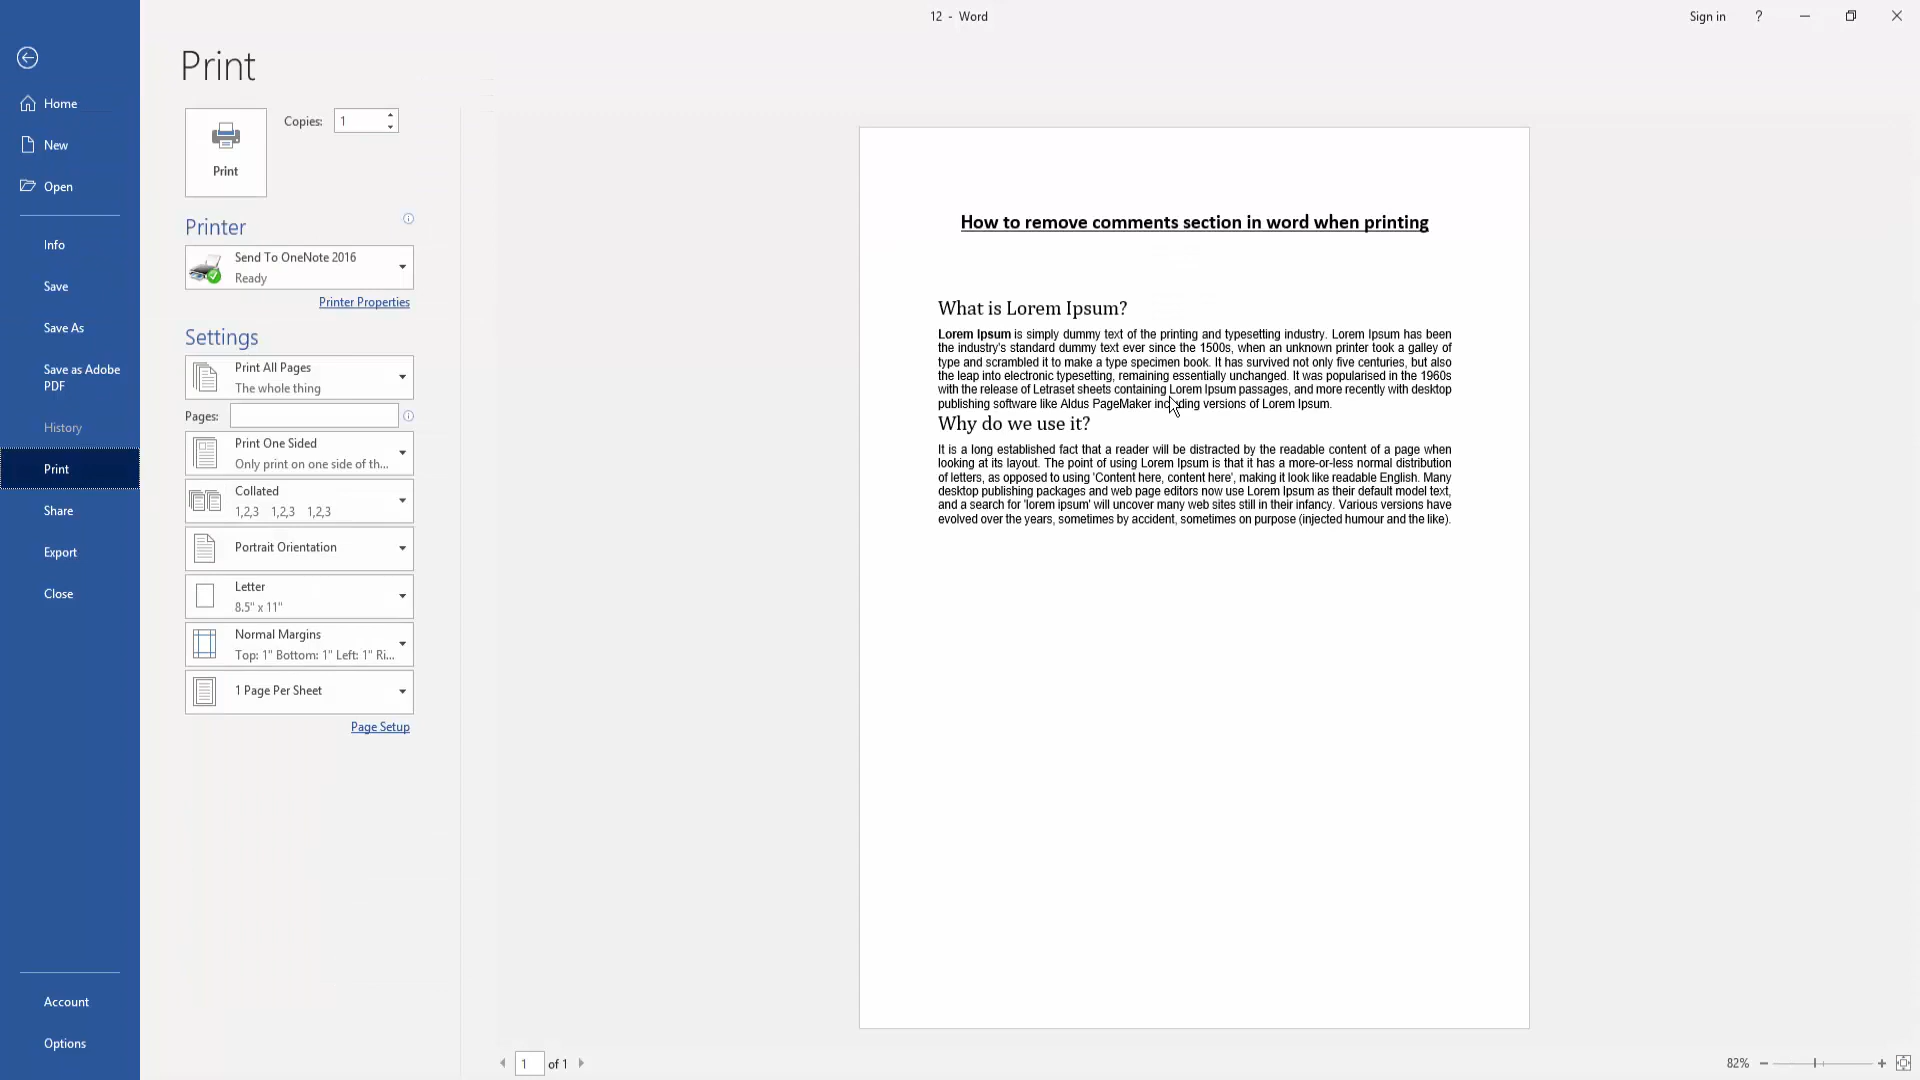 12 - Word
Sign in
?
Print
Home
New
Open
Info
Save
Save As
Save as Adobe
PDF
History
Print
Share
Export
Close
Account
Options
Print
Copies: 1
Printer
Send To OneNote 2016
Ready
Printer Properties
Settings
Print All Pages
The whole thing
Pages:
Print One Sided
Only print on one side of th...
Collated
1,2,3 1,2,3 1,2,3
Portrait Orientation
Letter
8.5" x 11"
Normal Margins
Top: 1" Bottom: 1" Left: 1" Ri...
1 Page Per Sheet
Page Setup
How to remove comments section in word when printing
What is Lorem Ipsum?
Lorem Ipsum is simply dummy text of the printing and typesetting industry. Lorem Ipsum has been
the industry's standard dummy text ever since the 1500s, when an unknown printer took a galley of
type and scrambled it to make a type specimen book. It has survived not only five centuries, but also
the leap into electronic typesetting, remaining essentially unchanged. It was popularised in the 1960s
with the release of Letraset sheets containing Lorem Ipsum passages, and more recently with desktop
publishing software like Aldus PageMaker including versions of Lorem Ipsum.
Why do we use it?
It is a long established fact that a reader will be distracted by the readable content of a page when
looking at its layout. The point of using Lorem Ipsum is that it has a more-or-less normal distribution
of letters, as opposed to using 'Content here, content here', making it look like readable English. Many
desktop publishing packages and web page editors now use Lorem Ipsum as their default model text,
and a search for 'lorem ipsum' will uncover many web sites still in their infancy. Various versions have
evolved over the years, sometimes by accident, sometimes on purpose (injected humour and the like).
1 of 1
82%